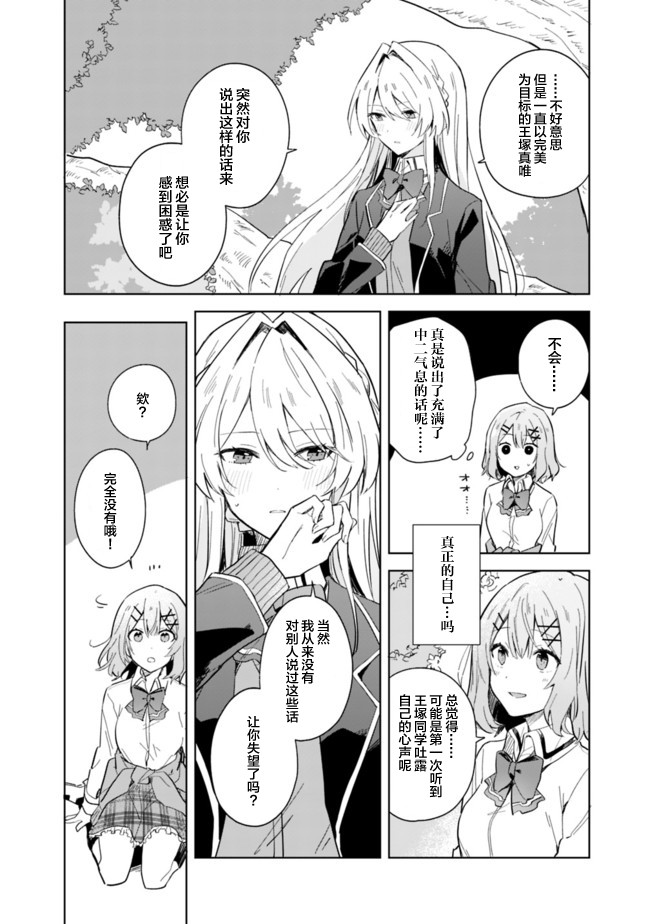 ……不好意思
但是一直以完美
为目标的王塚真唯
突然对你
说出这样的话来
想必是让你
感到困惑了吧
不会……
真是说出了充满了
中二气息的话呢……
オオ……
真正的自己…吗
总觉得……
可能是第一次听到
王塚同学吐露
自己的心声呢
当然
我从来没有
对别人说过这些话
让你失望了吗？
欸？
完全没有哦！